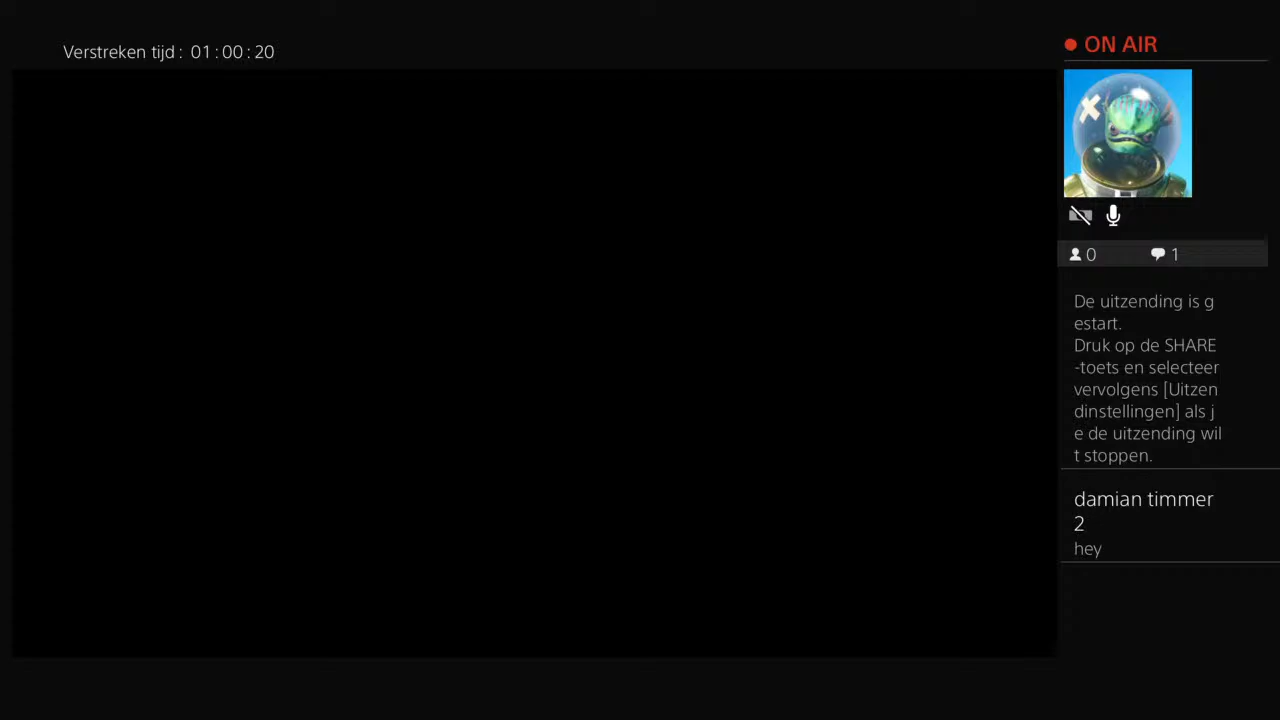 Verstreken tijd : 01 : 00 : 20
ON AIR
0 1
De uitzending is g
estart.
Druk op de SHARE
-toets en selecteer
vervolgens [Uitzen
dinstellingen] als j
e de uitzending wil
t stoppen.
damian timmer
2
hey